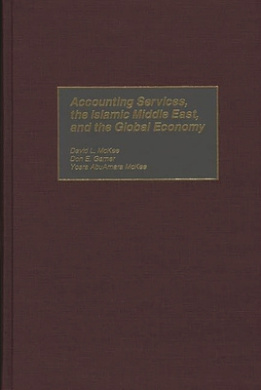 Accounting Services,
the Islamic Middle East,
and the Global Economy
David L. McKee
Don E. Garner
Yosra AbuAmara McKee